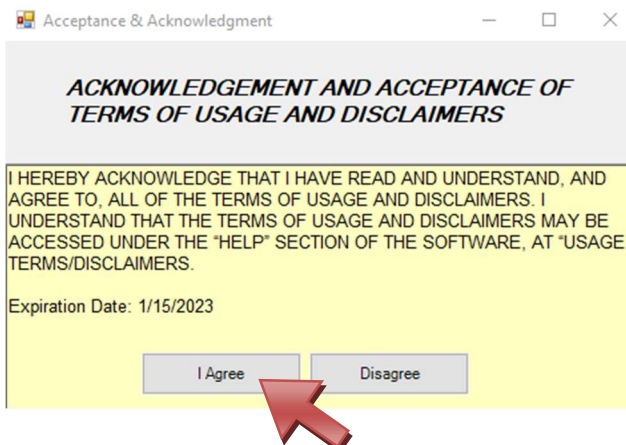 Acceptance & Acknowledgment
ACKNOWLEDGEMENT AND ACCEPTANCE OF
TERMS OF USAGE AND DISCLAIMERS
I HEREBY ACKNOWLEDGE THAT I HAVE READ AND UNDERSTAND, AND
AGREE TO, ALL OF THE TERMS OF USAGE AND DISCLAIMERS. I
UNDERSTAND THAT THE TERMS OF USAGE AND DISCLAIMERS MAY BE
ACCESSED UNDER THE “HELP” SECTION OF THE SOFTWARE, AT “USAGE
TERMS/DISCLAIMERS.
Expiration Date: 1/15/2023
I Agree Disagree